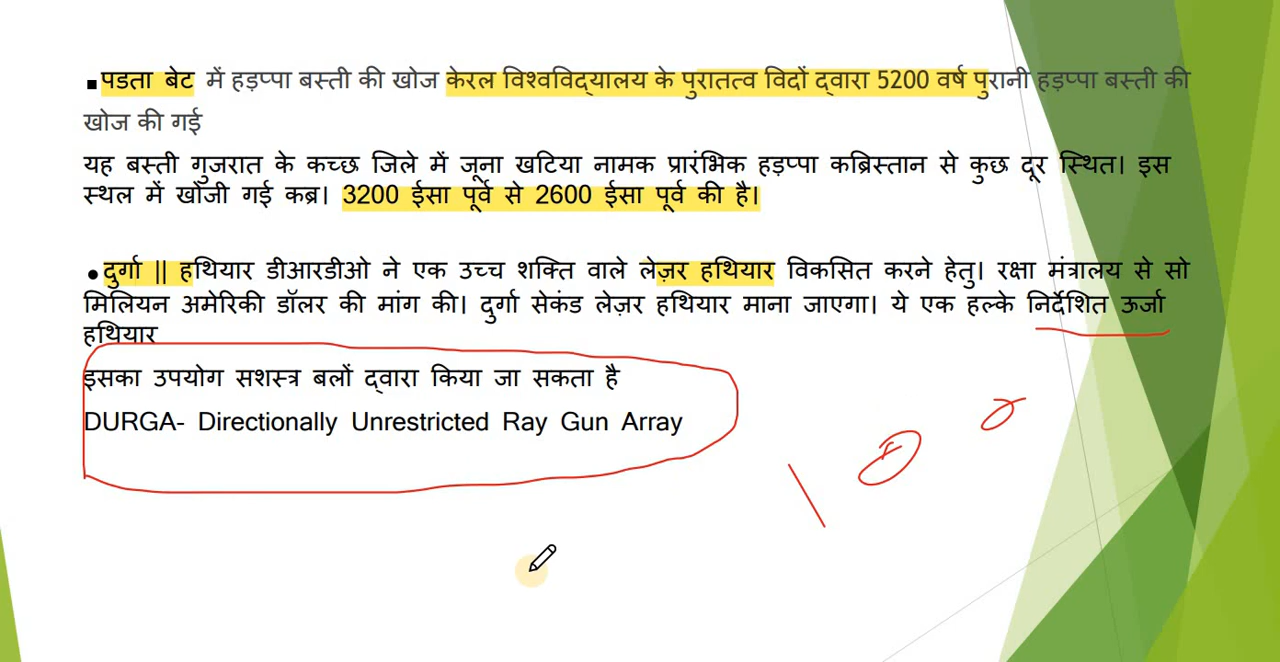 ▪पडता बेट में हड़प्पा बस्ती की खोज केरल विश्वविद्यालय के पुरातत्व विदों द्वारा 5200 वर्ष पुरानी हड़प्पा बस्ती की
खोज की गई
यह बस्ती गुजरात के कच्छ जिले में जूना खटिया नामक प्रारंभिक हड़प्पा कब्रिस्तान से कुछ दूर स्थित। इस
स्थल में खोजी गई कब्र। 3200 ईसा पूर्व से 2600 ईसा पूर्व की है।
•दुर्गा || हथियार डीआरडीओ ने एक उच्च शक्ति वाले लेज़र हथियार विकसित करने हेतु। रक्षा मंत्रालय से सो
मिलियन अमेरिकी डॉलर की मांग की। दुर्गा सेकंड लेज़र हथियार माना जाएगा। ये एक हल्के निर्देशित ऊर्जा
हथियार
इसका उपयोग सशस्त्र बलों द्वारा किया जा सकता है
DURGA- Directionally Unrestricted Ray Gun Array